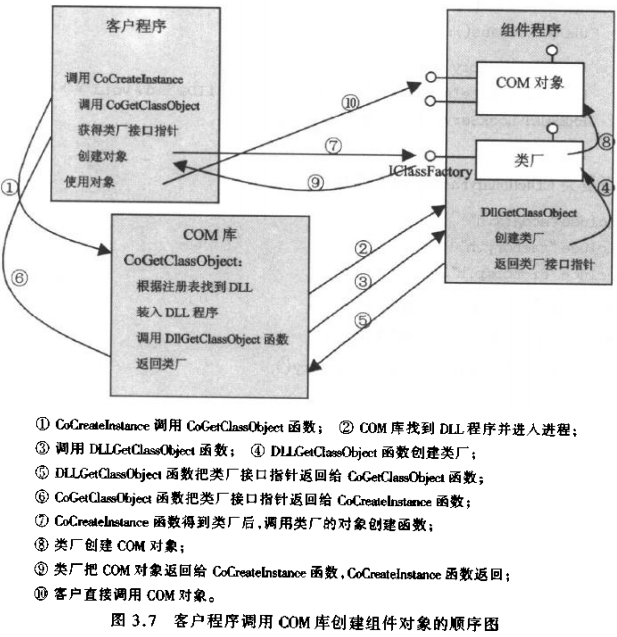 客户程序
调用 CoCreateInstance
调用 CoGetClassObject
获得类厂接口指针
创建对象
使用对象
组件程序
COM 对象
类厂
IClassFactory
DllGetClassObject
创建类厂
返回类厂接口指针
COM 库
CoGetClassObject：
根据注册表找到 DLL
装入 DLL 程序
调用 DllGetClassObject 函数
返回类厂
①
②
③
④
⑤
⑥
⑦
⑧
⑨
⑩
① CoCreateInstance 调用 CoGetClassObject 函数； ② COM 库找到 DLL 程序并进入进程；
③ 调用 DLLGetClassObject 函数； ④ DLLGetClassObject 函数创建类厂；
⑤ DLLGetClassObject 函数把类厂接口指针返回给 CoGetClassObject 函数；
⑥ CoGetClassObject 函数把类厂接口指针返回给 CoCreateInstance 函数；
⑦ CoCreateInstance 函数得到类厂后,调用类厂的对象创建函数；
⑧ 类厂创建 COM 对象；
⑨ 类厂把 COM 对象返回给 CoCreateInstance 函数,CoCreateInstance 函数返回；
⑩ 客户直接调用 COM 对象。
图 3.7 客户程序调用 COM 库创建组件对象的顺序图